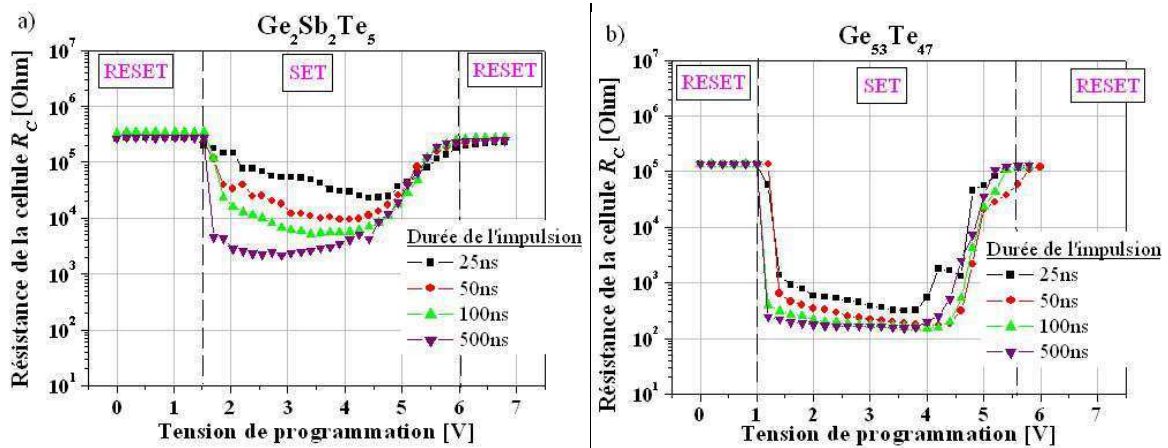 a)
Ge2Sb2Te5
Résistance de la cellule RC [Ohm]
10^7
10^6
10^5
10^4
10^3
10^2
10^1
RESET
SET
RESET
Durée de l'impulsion
25ns
50ns
100ns
500ns
0 1 2 3 4 5 6 7
Tension de programmation [V]
b)
Ge53Te47
Résistance de la cellule RC [Ohm]
10^7
10^6
10^5
10^4
10^3
10^2
10^1
RESET
SET
RESET
Durée de l'impulsion
25ns
50ns
100ns
500ns
0 1 2 3 4 5 6 7
Tension de programmation [V]